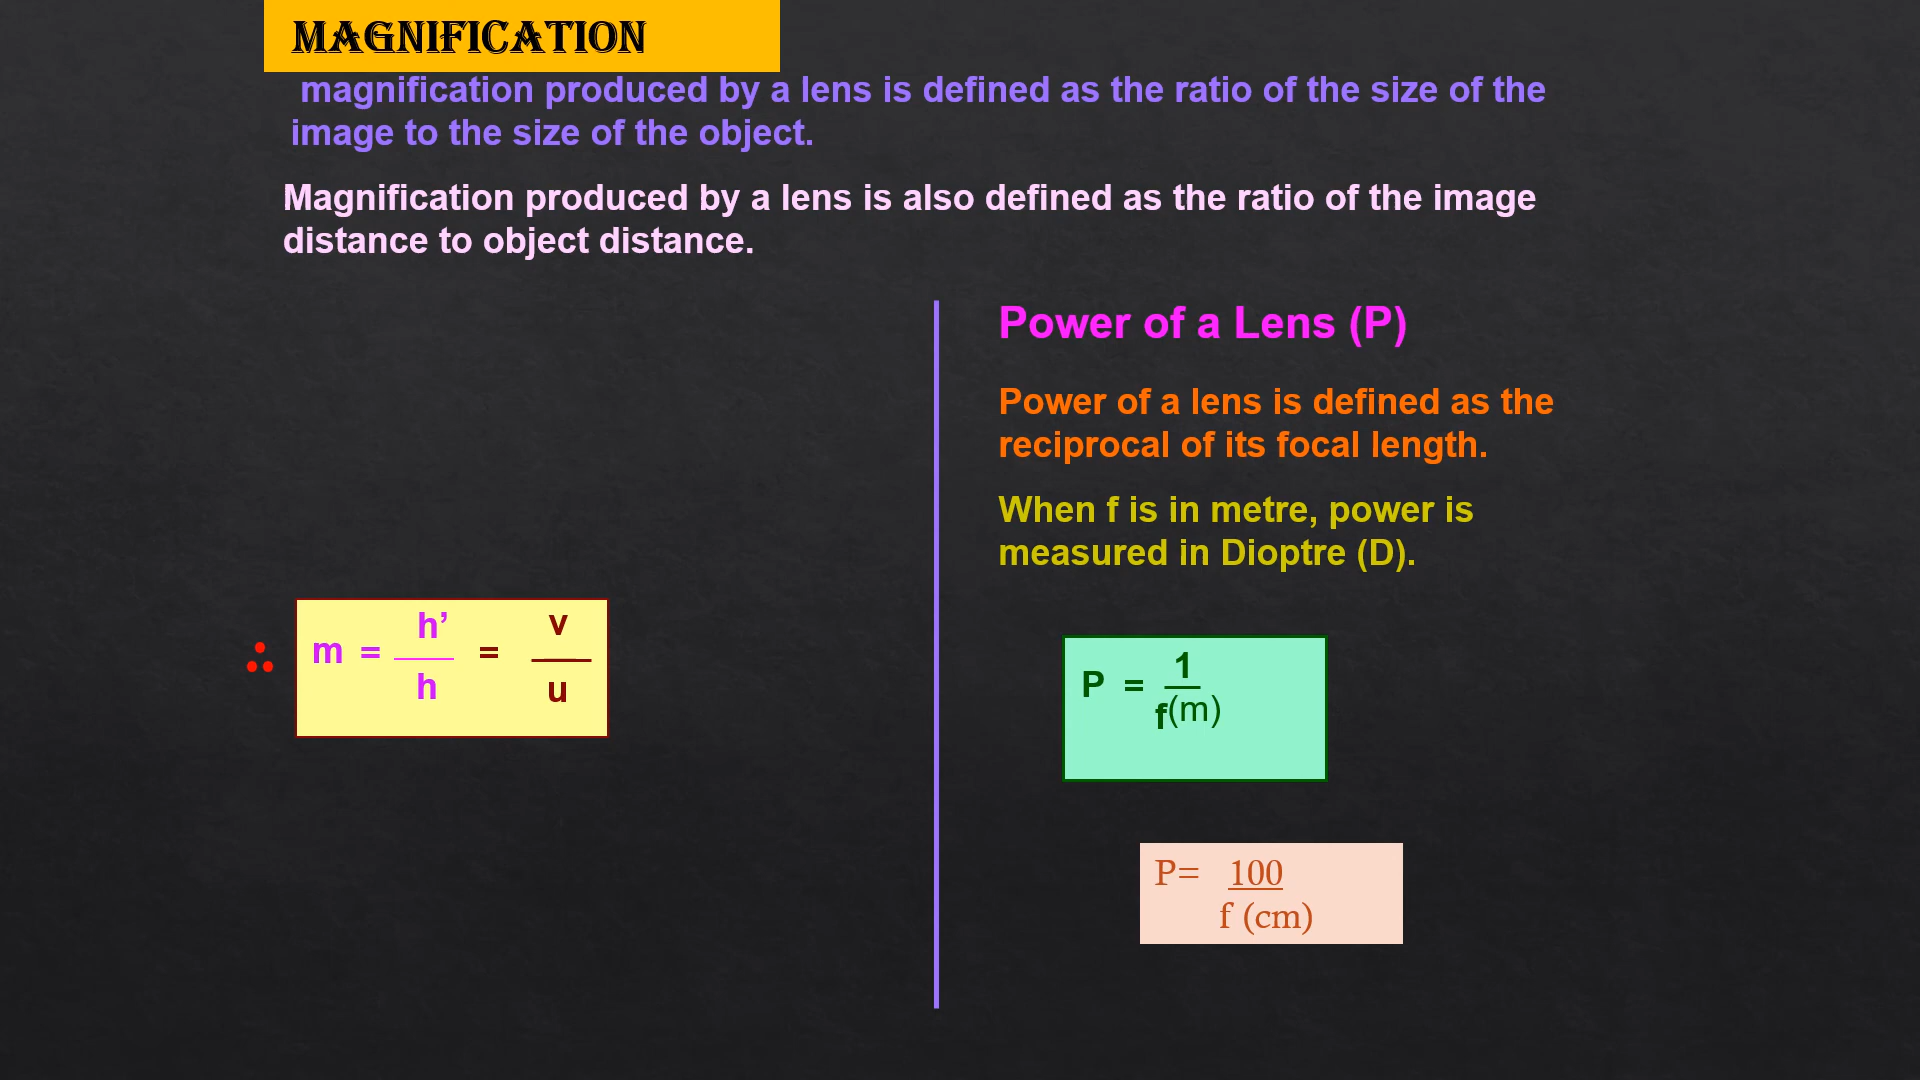 MAGNIFICATION
magnification produced by a lens is defined as the ratio of the size of the
image to the size of the object.
Magnification produced by a lens is also defined as the ratio of the image
distance to object distance.
∴ m = h’/h = v/u
Power of a Lens (P)
Power of a lens is defined as the
reciprocal of its focal length.
When f is in metre, power is
measured in Dioptre (D).
P = 1/f(m)
P= 100
f (cm)